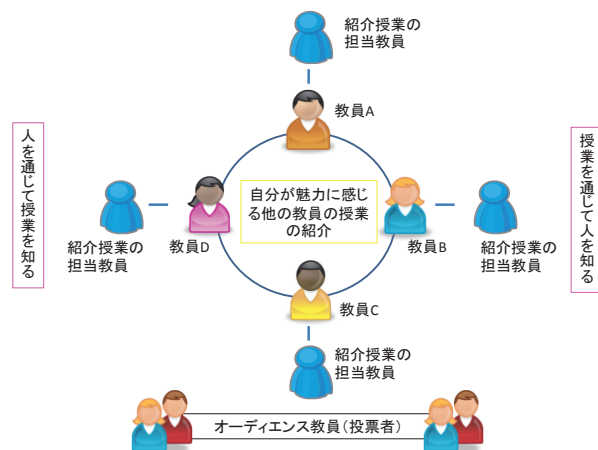 紹介授業の
担当教員
教員A
人を通じて授業を知る
授業を通じて人を知る
自分が魅力に感じ
る他の教員の授業
の紹介
紹介授業の
担当教員
教員D
教員B
紹介授業の
担当教員
教員C
紹介授業の
担当教員
オーディエンス教員(投票者)